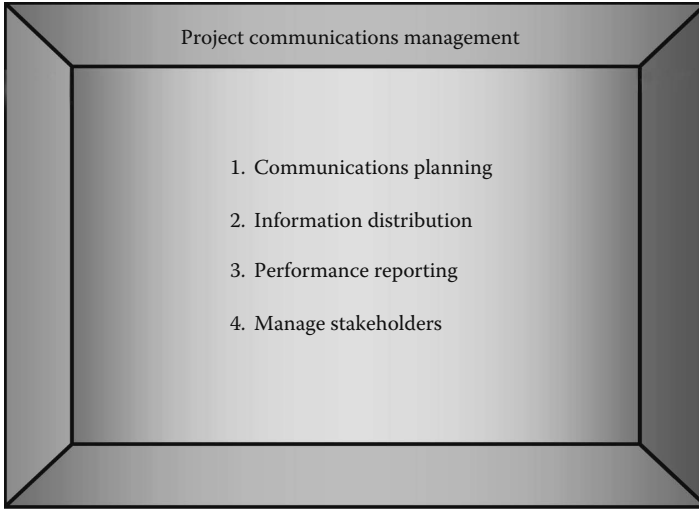 Project communications management
1. Communications planning
2. Information distribution
3. Performance reporting
4. Manage stakeholders